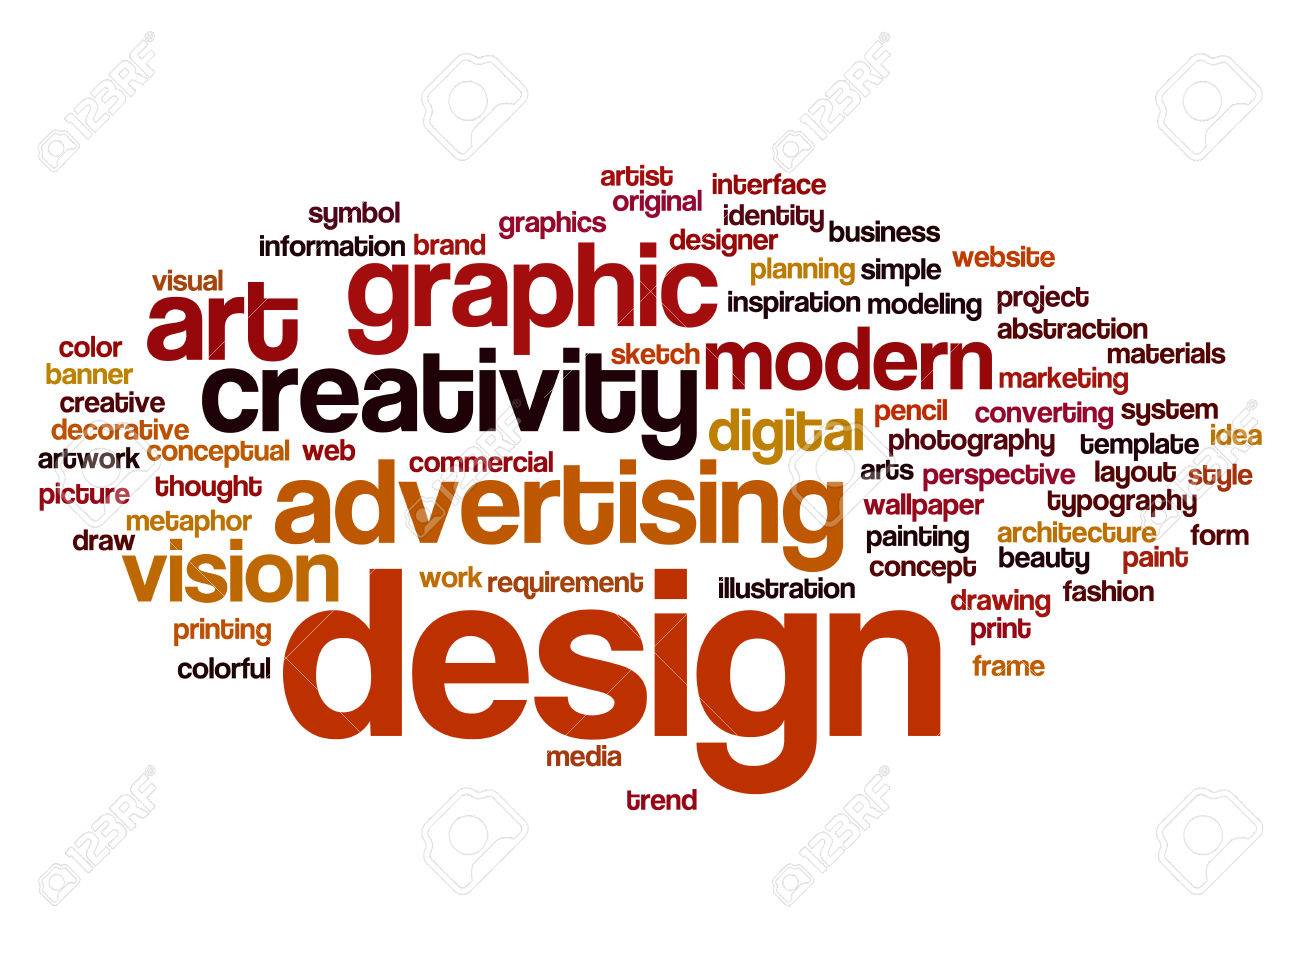 artist
interface
original
symbol
identity
graphics
business
information
brand
designer
website
planning
simple
visual
graphic
art
inspiration
modeling
project
abstraction
color
sketch
modern
materials
banner
creativity
marketing
creative
pencil
converting
system
decorative
digital
idea
conceptual
web
photography
template
artwork
commercial
arts
perspective
layout
style
picture
thought
advertising
wallpaper
typography
metaphor
draw
painting
architecture
form
vision
concept
beauty
paint
work
requirement
illustration
fashion
drawing
printing
design
print
colorful
frame
media
trend
123RF
123RF
123RF
123RF